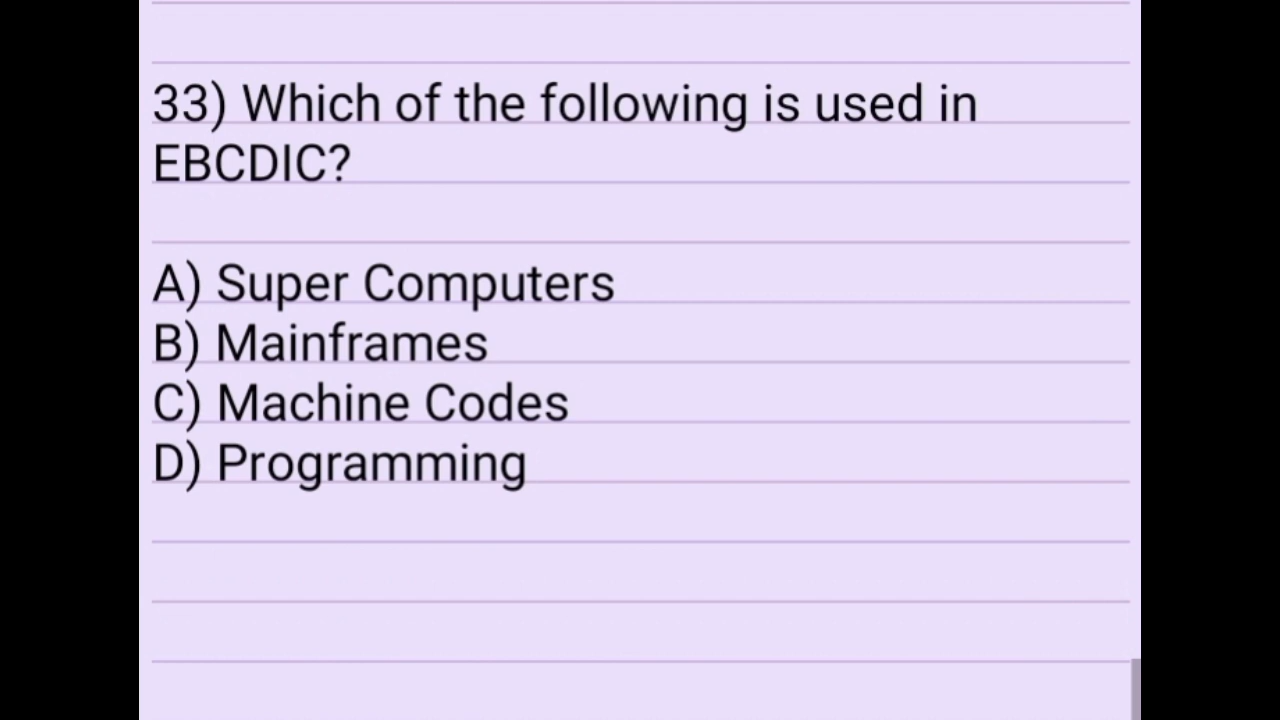 33) Which of the following is used in
EBCDIC?
A) Super Computers
B) Mainframes
C) Machine Codes
D) Programming